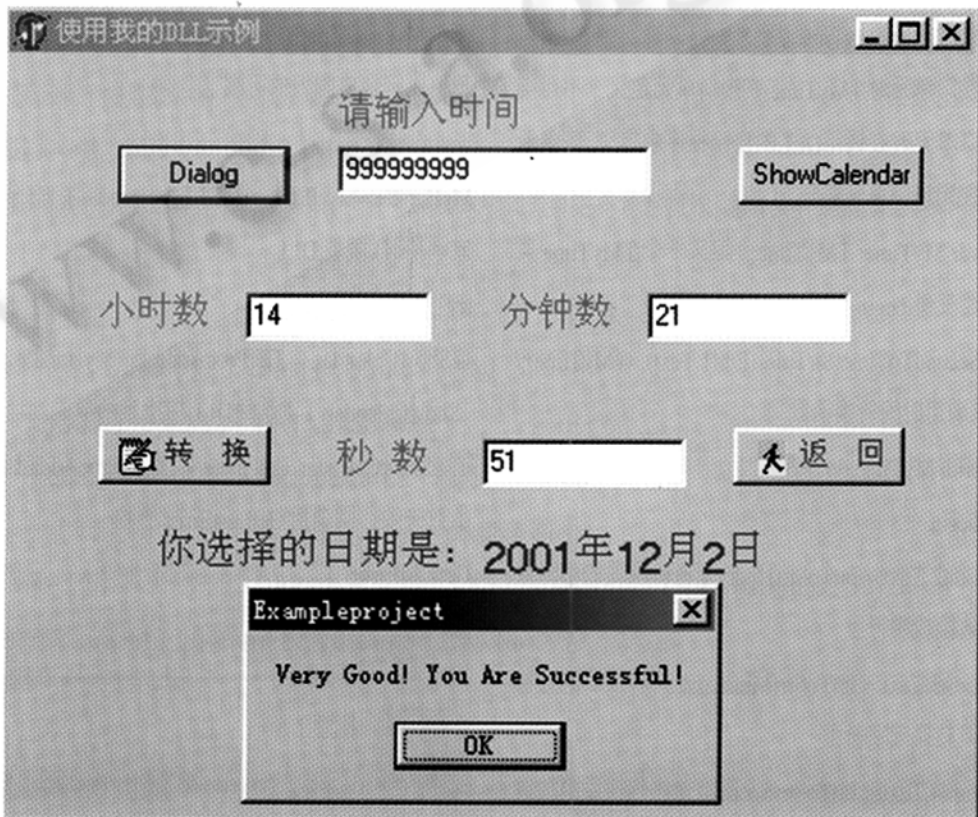 使用我的DLL示例
请输入时间
Dialog
999999999
ShowCalendar
小时数
14
分钟数
21
转 换
秒 数
51
返 回
你选择的日期是：2001年12月2日
Exampleproject
Very Good! You Are Successful!
OK